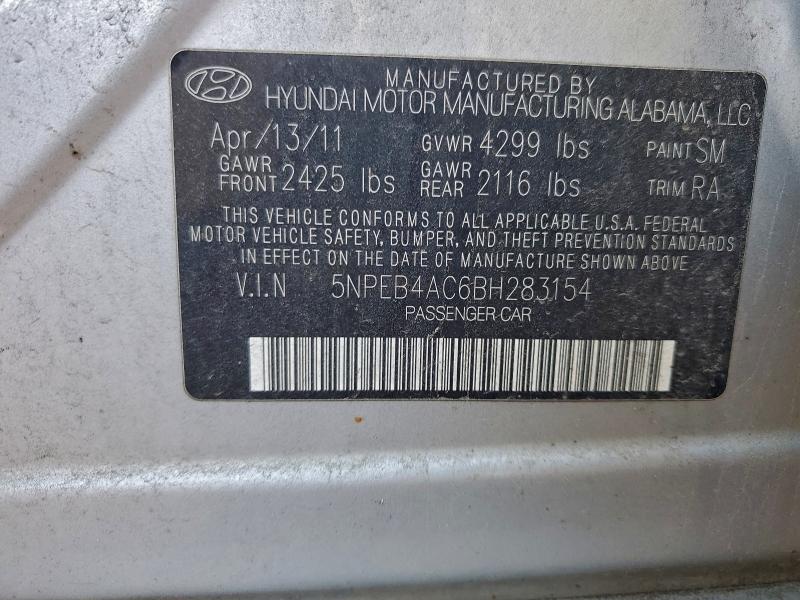 MANUFACTURED BY
HYUNDAI MOTOR MANUFACTURING ALABAMA, LLC
Apr/13/11 GVWR 4299 lbs PAINT SM
GAWR FRONT 2425 lbs GAWR REAR 2116 lbs TRIM RA
THIS VEHICLE CONFORMS TO ALL APPLICABLE U.S.A. FEDERAL
MOTOR VEHICLE SAFETY, BUMPER, AND THEFT PREVENTION STANDARDS
IN EFFECT ON THE DATE OF MANUFACTURE SHOWN ABOVE.
V.I.N 5NPEB4AC6BH283154
PASSENGER CAR